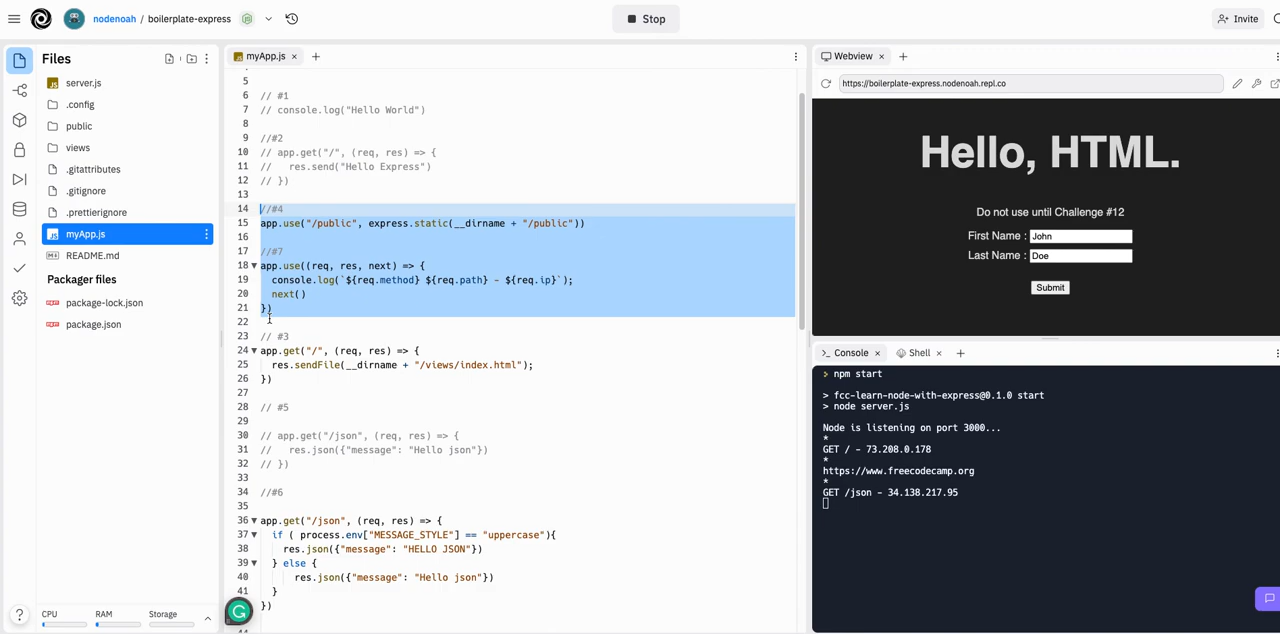 nodenoah / boilerplate-express
Stop
Invite
Files
server.js
.config
public
views
.gitattributes
.gitignore
.prettierignore
myApp.js
README.md
Packager files
package-lock.json
package.json
CPU
RAM
Storage
myApp.js
5
6 // #1
7 // console.log("Hello World")
8
9 //#2
10 // app.get("/", (req, res) => {
11 //   res.send("Hello Express")
12 // })
13
14 //#4
15 app.use("/public", express.static(__dirname + "/public"))
16
17 //#7
18 app.use((req, res, next) => {
19   console.log(`${req.method} ${req.path} - ${req.ip}`);
20   next()
21 })
22
23 // #3
24 app.get("/", (req, res) => {
25   res.sendFile(__dirname + "/views/index.html");
26 })
27
28 // #5
29
30 // app.get("/json", (req, res) => {
31 //   res.json({"message": "Hello json"})
32 // })
33
34 //#6
35
36 app.get("/json", (req, res) => {
37   if ( process.env["MESSAGE_STYLE"] == "uppercase"){
38     res.json({"message": "HELLO JSON"})
39   } else {
40       res.json({"message": "Hello json"})
41   }
42 })
Webview
https://boilerplate-express.nodenoah.repl.co
Hello, HTML.
Do not use until Challenge #12
First Name : John
Last Name : Doe
Submit
Console
Shell
> npm start
> fcc-learn-node-with-express@0.1.0 start
> node server.js
Node is listening on port 3000...
*
GET / - 73.208.0.178
*
https://www.freecodecamp.org
*
GET /json - 34.138.217.95